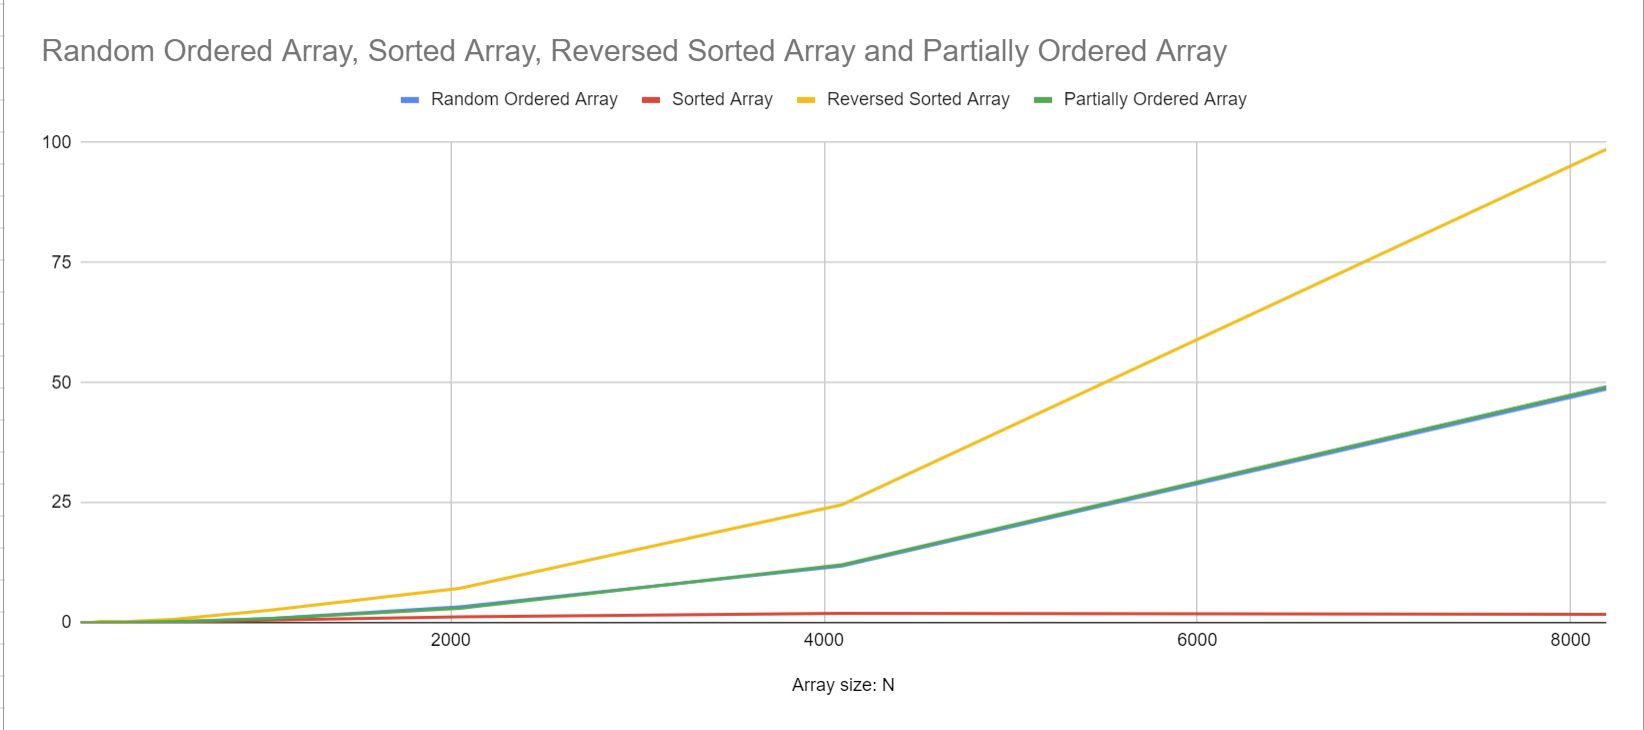 Random Ordered Array, Sorted Array, Reversed Sorted Array and Partially Ordered Array
Random Ordered Array Sorted Array Reversed Sorted Array Partially Ordered Array
100
75
50
25
0
2000 4000 6000 8000
Array size: N